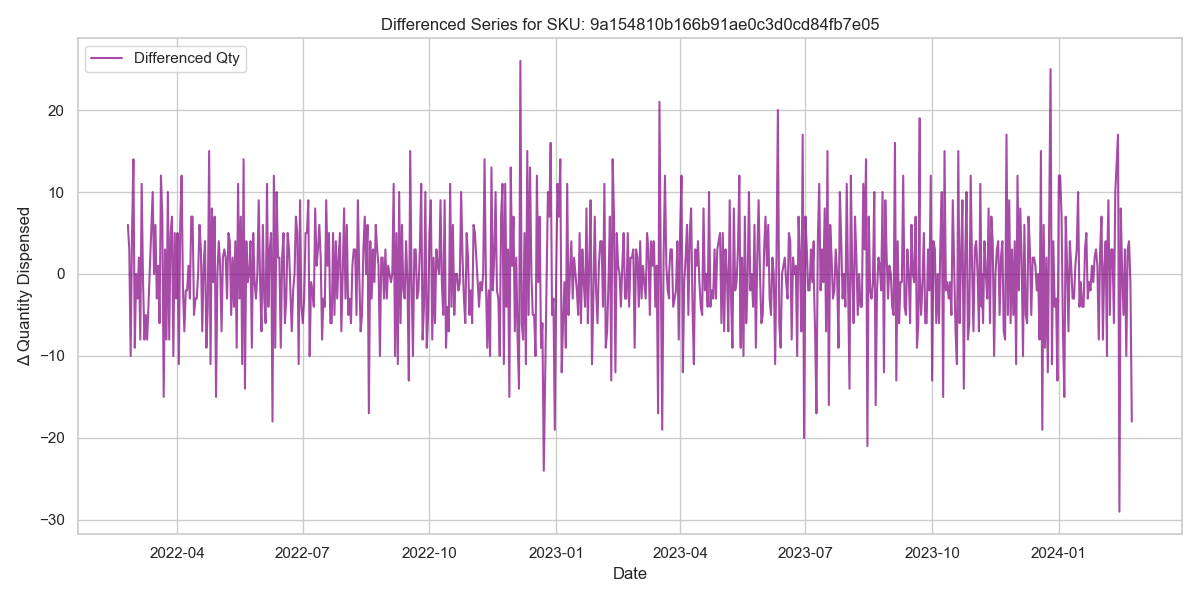 Differenced Series for SKU: 9a154810b166b91ae0c3d0cd84fb7e05
Differenced Qty
Δ Quantity Dispensed
20
10
0
−10
−20
−30
2022-04 2022-07 2022-10 2023-01 2023-04 2023-07 2023-10 2024-01
Date